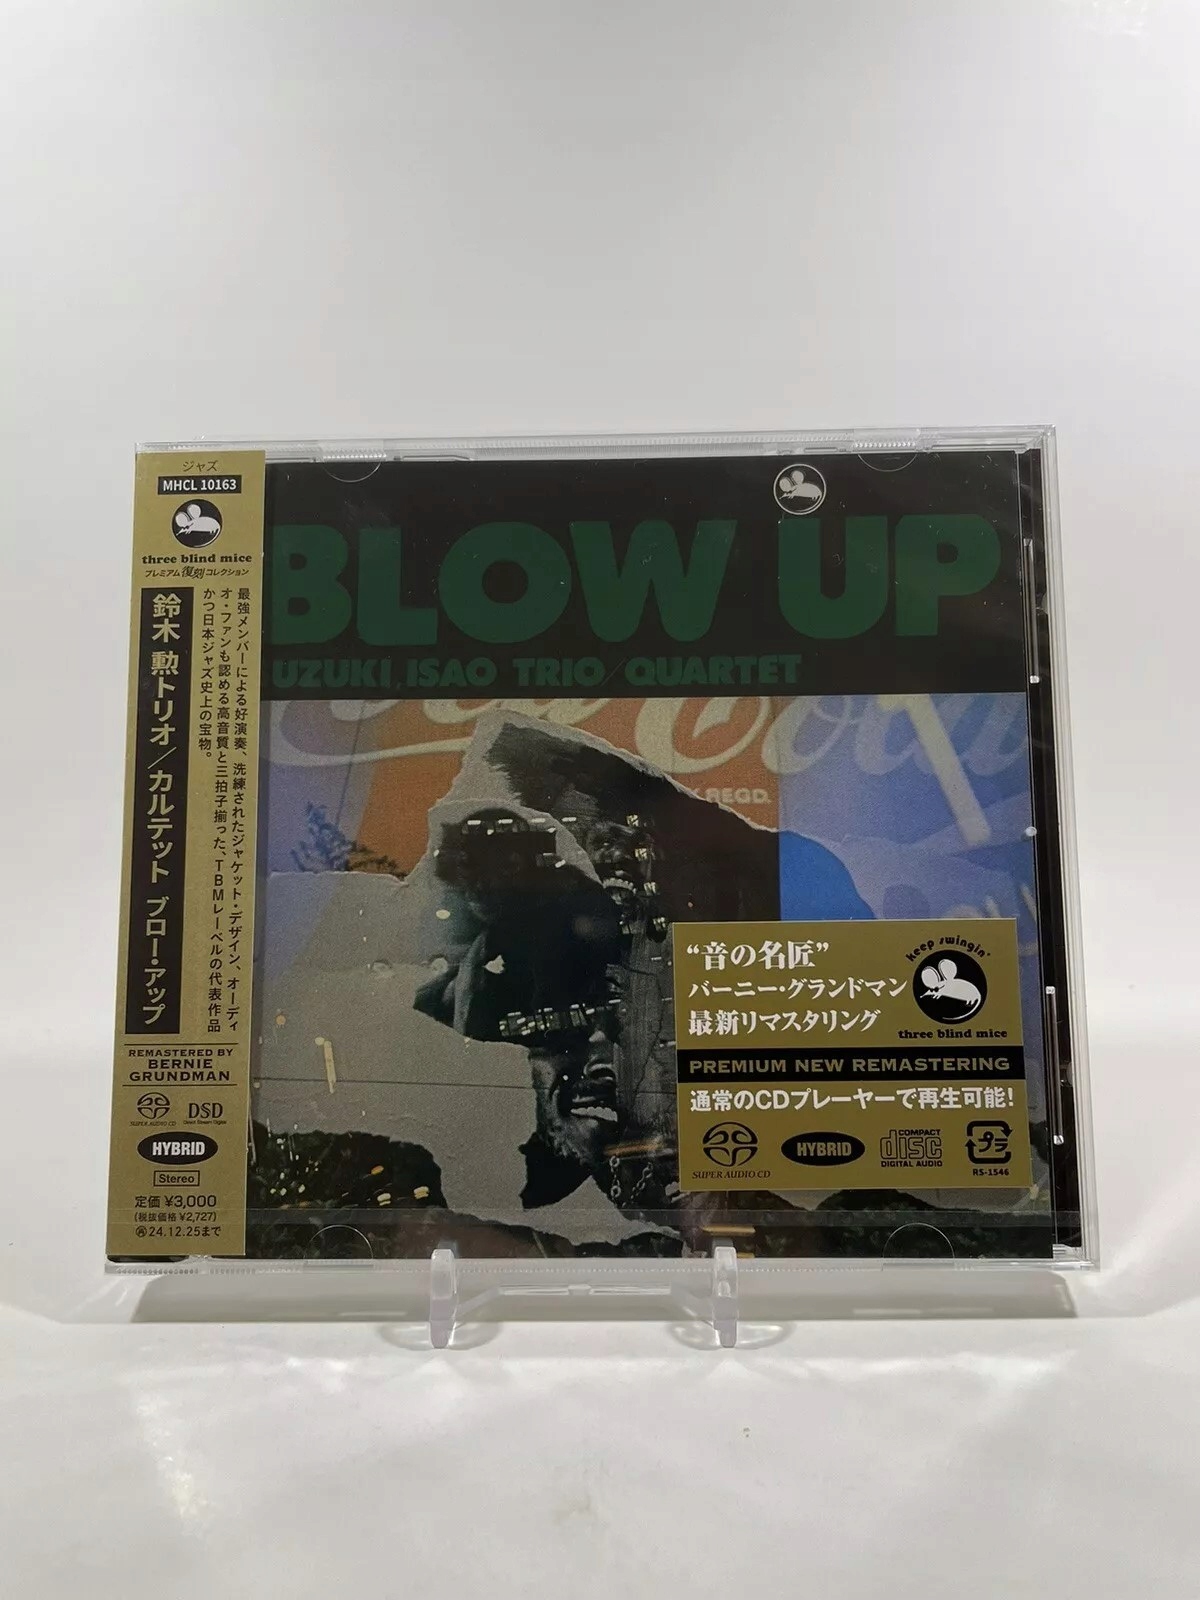 ジャズ
MHCL 10163
three blind mice
プレミアム復刻コレクション
最強メンバーによる好演奏、洗練されたジャケット・デザイン、オーディ
オ・ファンも認める高音質と三拍子揃った、TBMレーベルの代表作品
かつ日本ジャズ史上の宝物。
鈴木 勲トリオ／カルテット ブロー・アップ
REMASTERED BY
BERNIE
GRUNDMAN
SUPER AUDIO CD
DSD
Direct Stream Digital
HYBRID
Stereo
定価 ¥3,000
(税抜価格 ¥2,727)
㋐24.12.25まで
BLOW UP
UZUKI, ISAO TRIO/QUARTET
REGD.
“音の名匠”
バーニー・グランドマン
最新リマスタリング
keep swingin'
three blind mice
PREMIUM NEW REMASTERING
通常のCDプレーヤーで再生可能!
SUPER AUDIO CD
HYBRID
COMPACT
disc
DIGITAL AUDIO
プラ
RS-1546